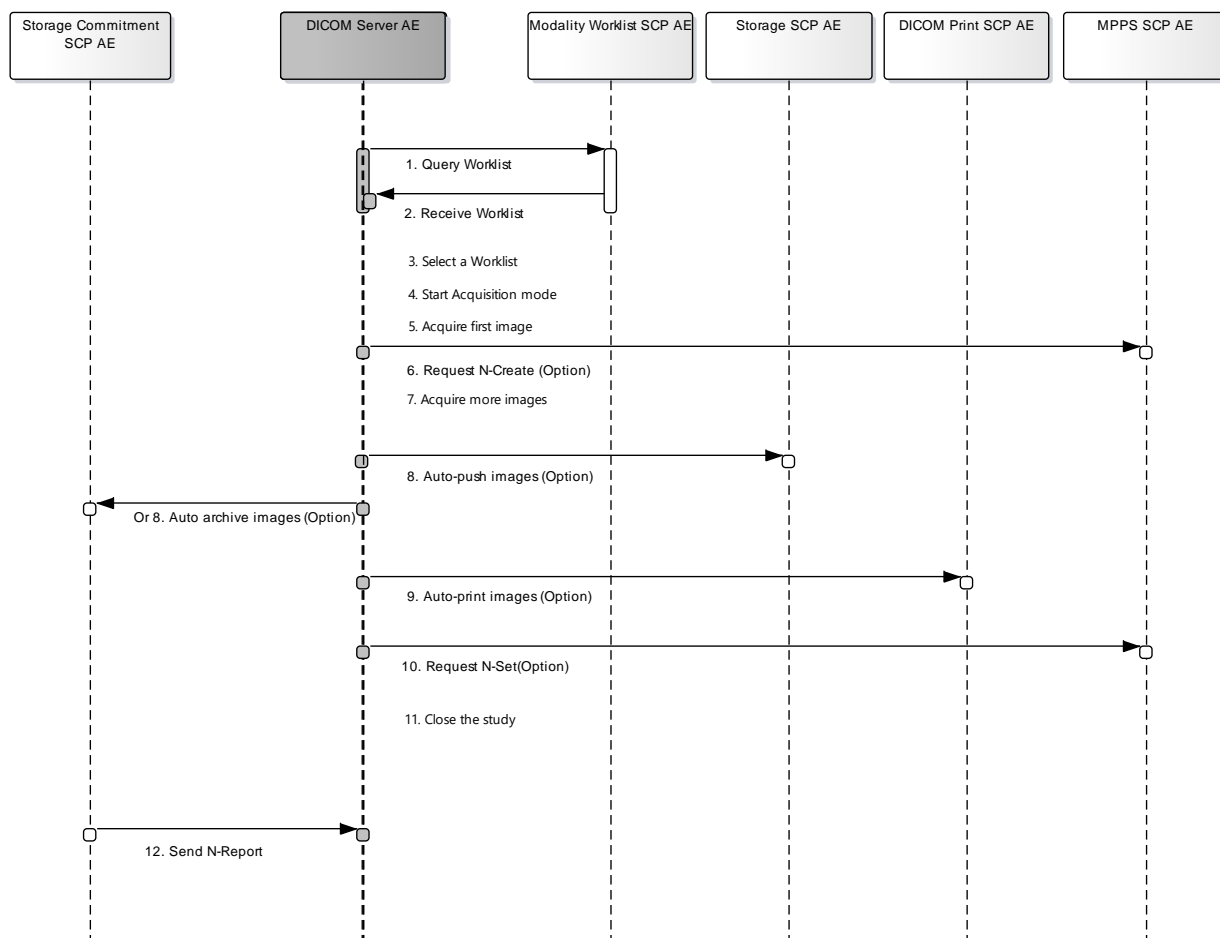 Storage Commitment
SCP AE
DICOM Server AE
Modality Worklist SCP AE
Storage SCP AE
DICOM Print SCP AE
MPPS SCP AE
1. Query Worklist
2. Receive Worklist
3. Select a Worklist
4. Start Acquisition mode
5. Acquire first image
6. Request N-Create (Option)
7. Acquire more images
8. Auto-push images (Option)
Or 8. Auto archive images (Option)
9. Auto-print images (Option)
10. Request N-Set(Option)
11. Close the study
12. Send N-Report